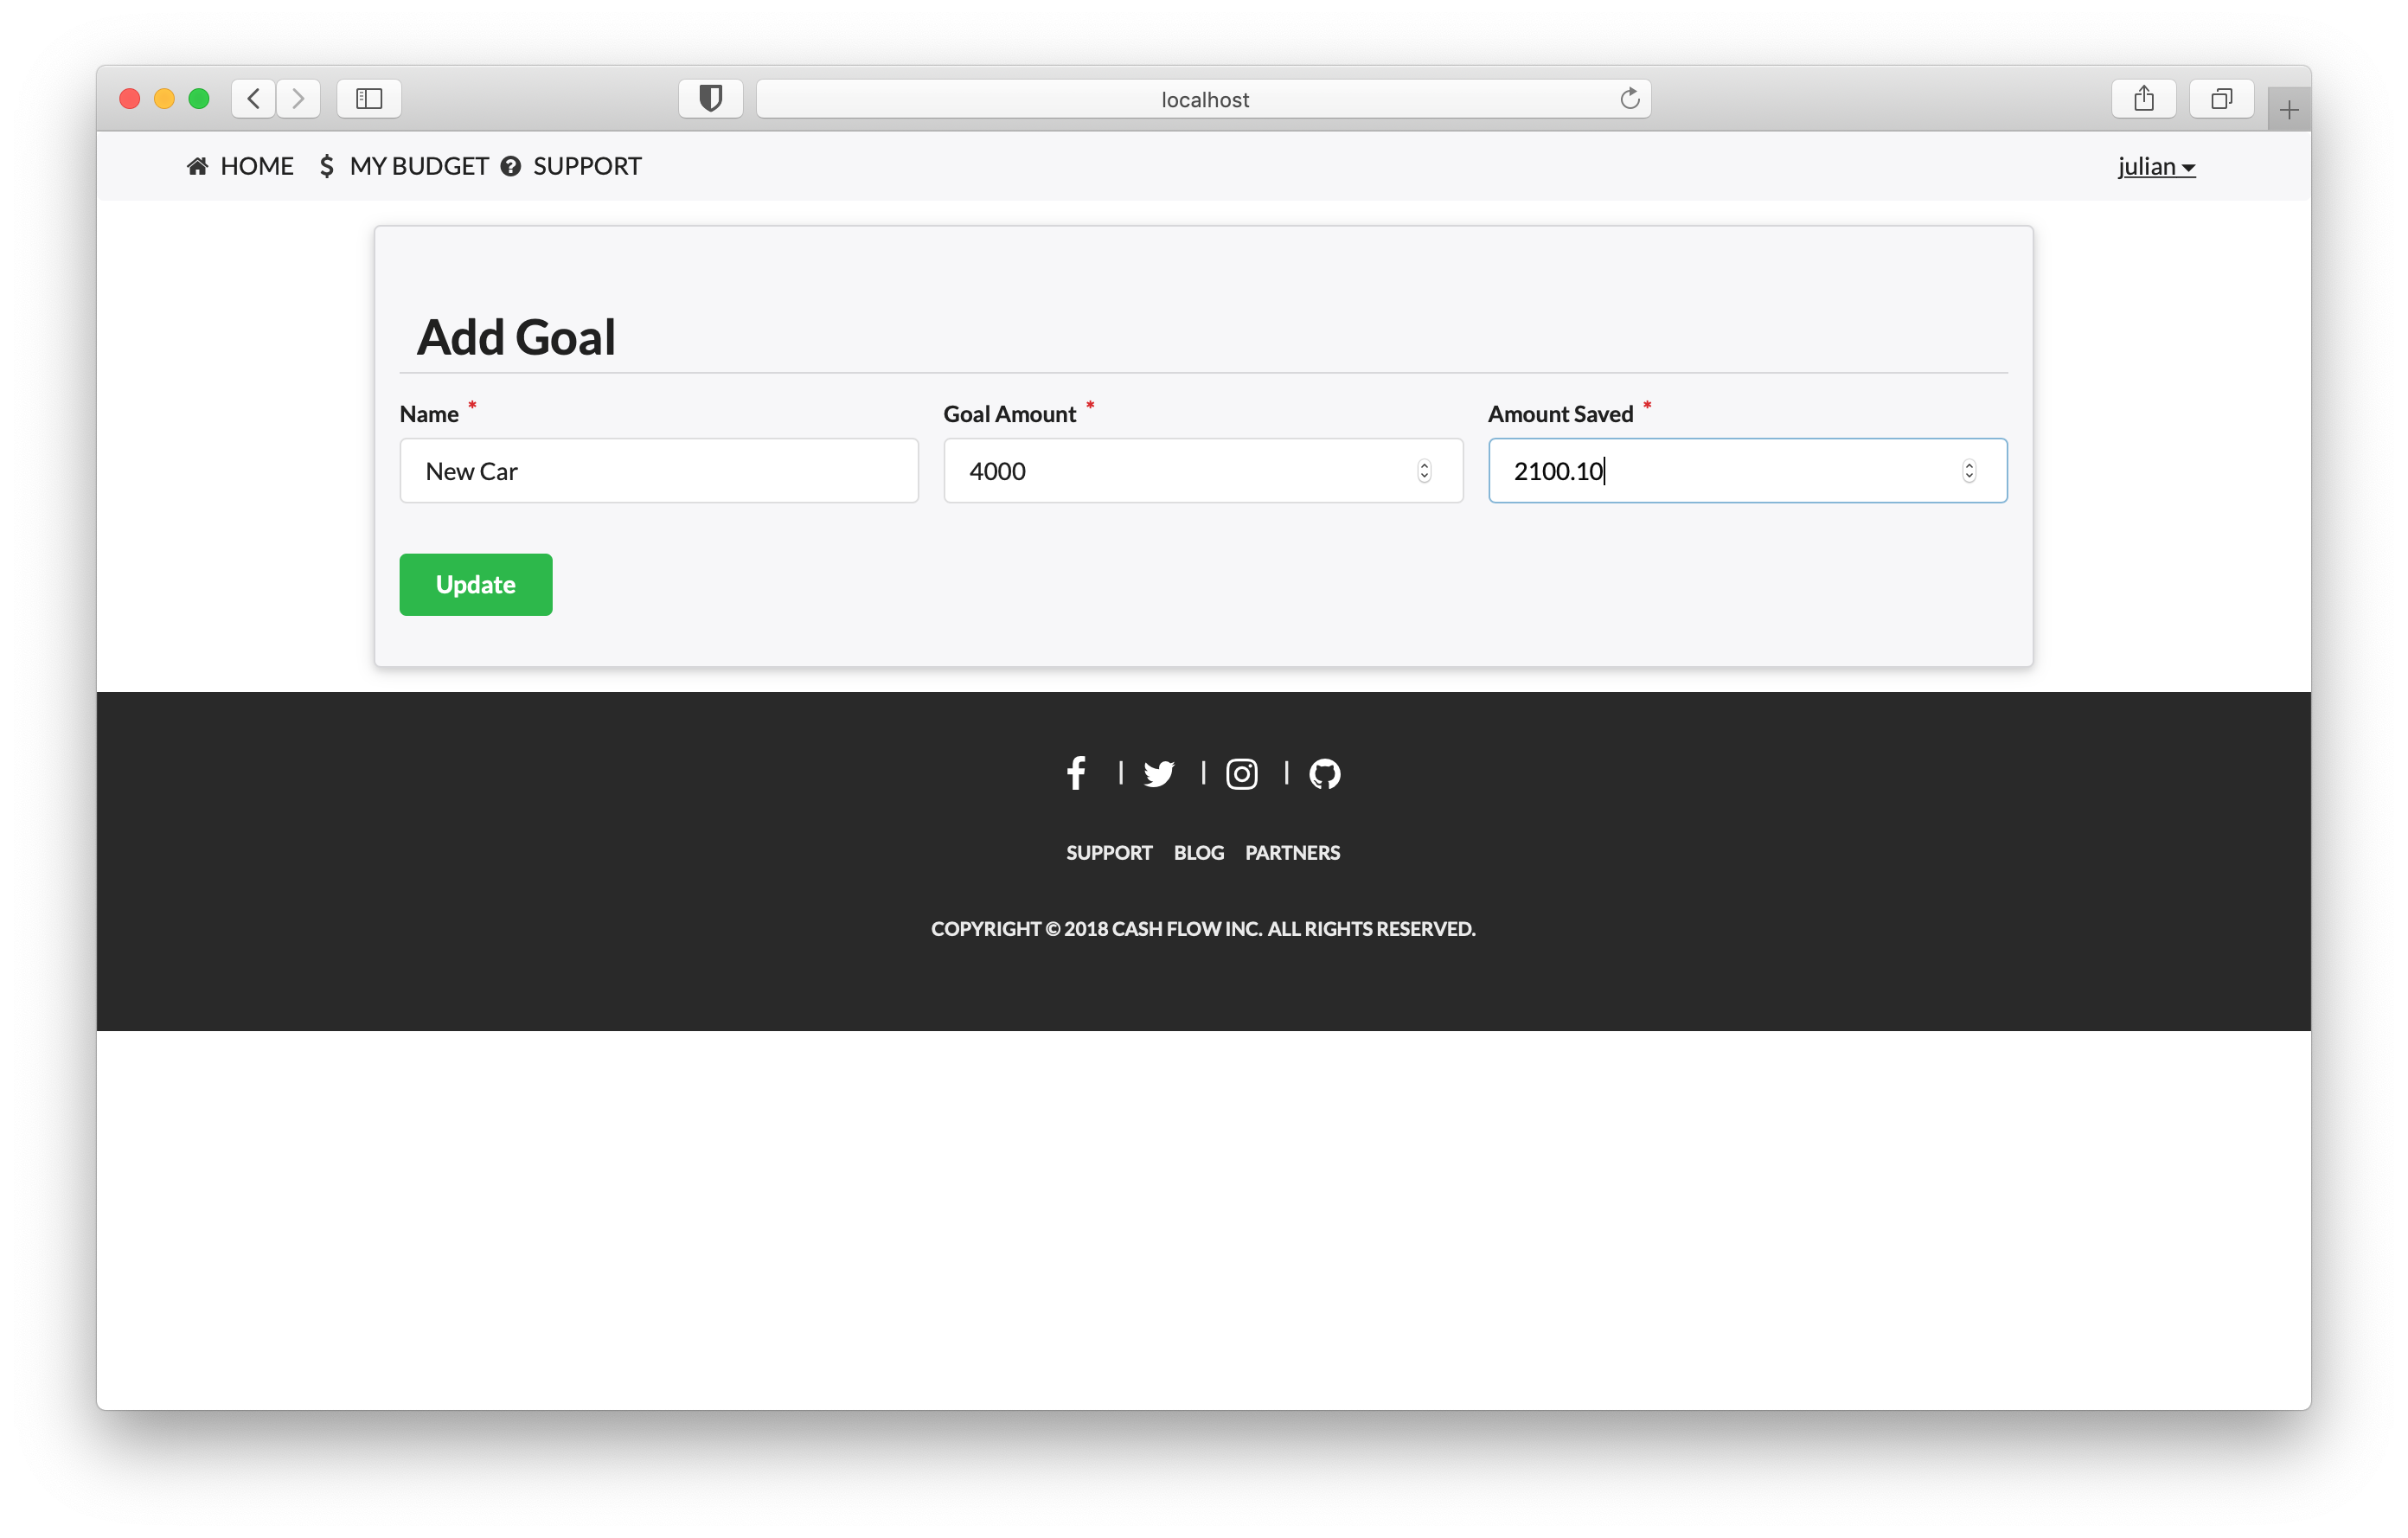 localhost
HOME $ MY BUDGET SUPPORT
julian
Add Goal
Name * Goal Amount * Amount Saved *
New Car 4000 2100.10
Update
SUPPORT BLOG PARTNERS
COPYRIGHT © 2018 CASH FLOW INC. ALL RIGHTS RESERVED.